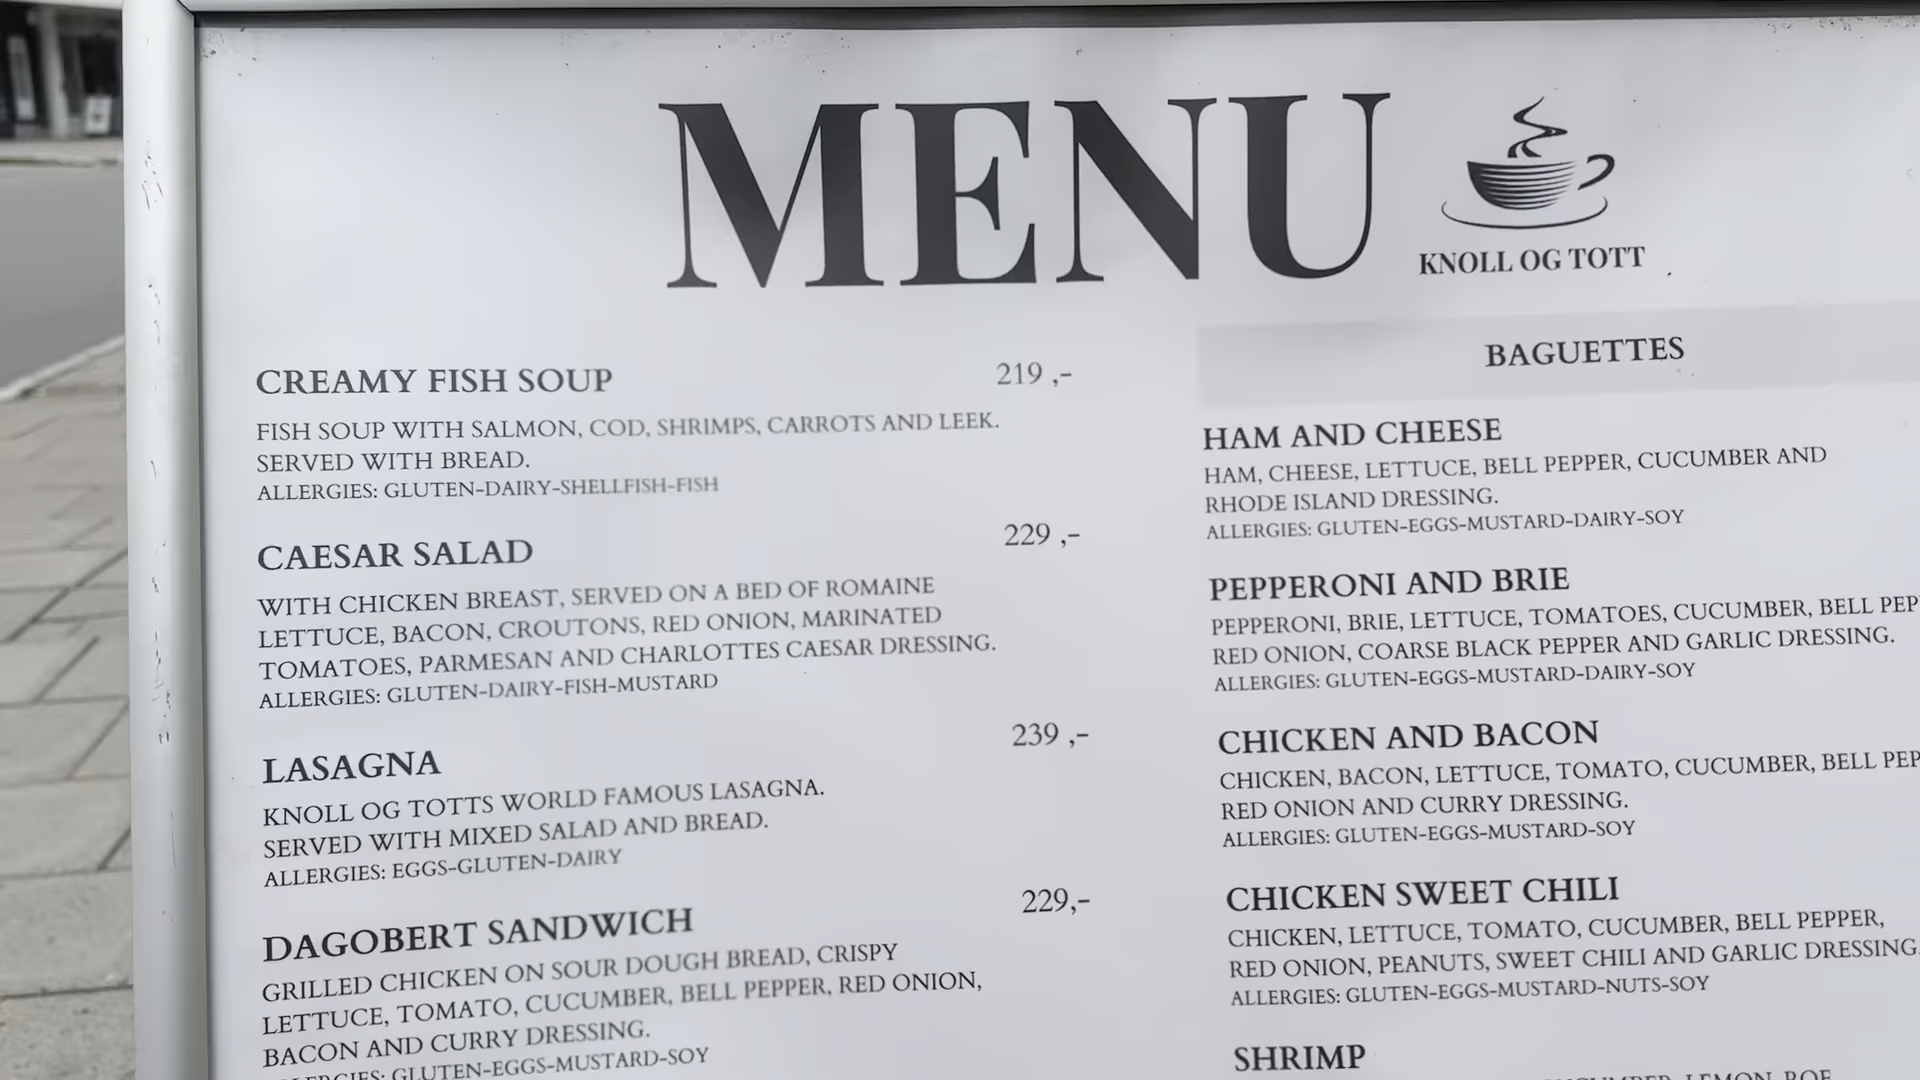 MENU
KNOLL OG TOTT
CREAMY FISH SOUP 219 ,-
FISH SOUP WITH SALMON, COD, SHRIMPS, CARROTS AND LEEK.
SERVED WITH BREAD.
ALLERGIES: GLUTEN-DAIRY-SHELLFISH-FISH
CAESAR SALAD 229 ,-
WITH CHICKEN BREAST, SERVED ON A BED OF ROMAINE
LETTUCE, BACON, CROUTONS, RED ONION, MARINATED
TOMATOES, PARMESAN AND CHARLOTTES CAESAR DRESSING.
ALLERGIES: GLUTEN-DAIRY-FISH-MUSTARD
LASAGNA 239 ,-
KNOLL OG TOTTS WORLD FAMOUS LASAGNA.
SERVED WITH MIXED SALAD AND BREAD.
ALLERGIES: EGGS-GLUTEN-DAIRY
DAGOBERT SANDWICH 229,-
GRILLED CHICKEN ON SOUR DOUGH BREAD, CRISPY
LETTUCE, TOMATO, CUCUMBER, BELL PEPPER, RED ONION,
BACON AND CURRY DRESSING.
ALLERGIES: GLUTEN-EGGS-MUSTARD-SOY
BAGUETTES
HAM AND CHEESE
HAM, CHEESE, LETTUCE, BELL PEPPER, CUCUMBER AND
RHODE ISLAND DRESSING.
ALLERGIES: GLUTEN-EGGS-MUSTARD-DAIRY-SOY
PEPPERONI AND BRIE
PEPPERONI, BRIE, LETTUCE, TOMATOES, CUCUMBER, BELL PEP
RED ONION, COARSE BLACK PEPPER AND GARLIC DRESSING.
ALLERGIES: GLUTEN-EGGS-MUSTARD-DAIRY-SOY
CHICKEN AND BACON
CHICKEN, BACON, LETTUCE, TOMATO, CUCUMBER, BELL PEP
RED ONION AND CURRY DRESSING.
ALLERGIES: GLUTEN-EGGS-MUSTARD-SOY
CHICKEN SWEET CHILI
CHICKEN, LETTUCE, TOMATO, CUCUMBER, BELL PEPPER,
RED ONION, PEANUTS, SWEET CHILI AND GARLIC DRESSING.
ALLERGIES: GLUTEN-EGGS-MUSTARD-NUTS-SOY
SHRIMP
CUCUMBER, LEMON, ROE